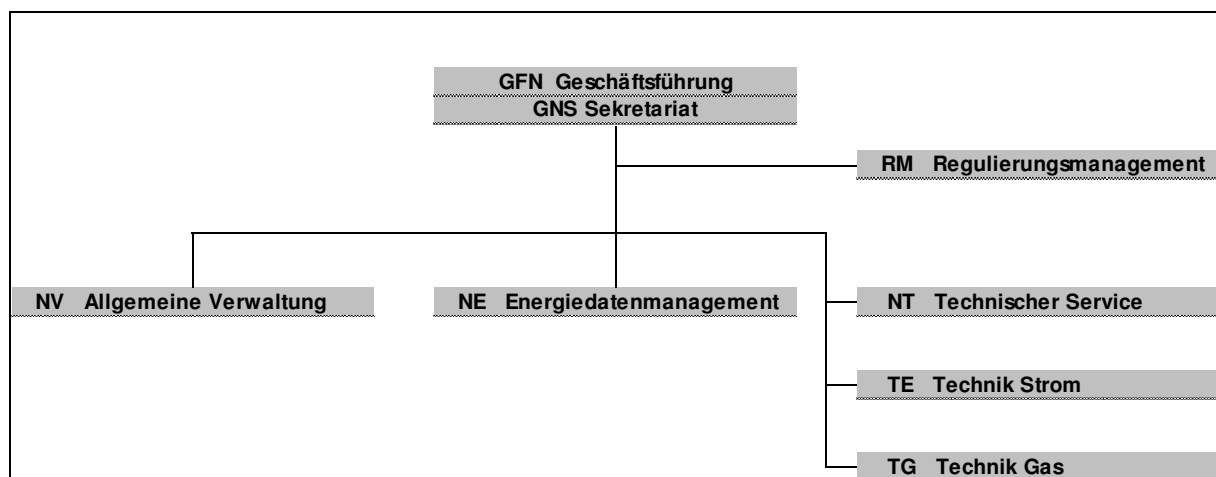 GFN Geschäftsführung
GNS Sekretariat
RM Regulierungsmanagement
NV Allgemeine Verwaltung
NE Energiedatenmanagement
NT Technischer Service
TE Technik Strom
TG Technik Gas